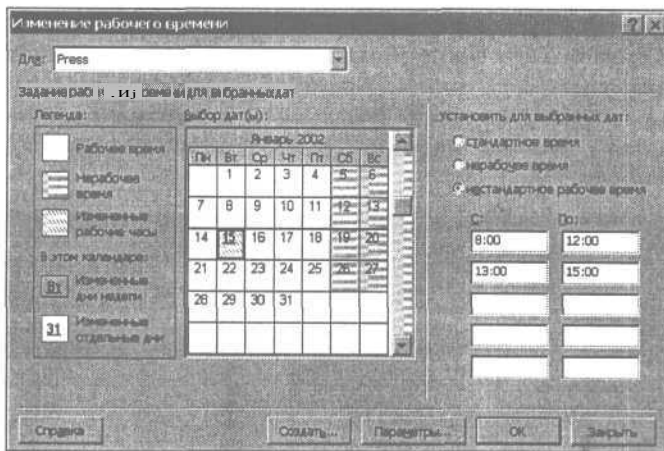 Изменение рабочего времени
Для: Press
для выбранных дат
Легенда:
Рабочее время
Нерабочее время
Измененные рабочие часы
В этом календаре:
Вт Измененные дни недели
31 Измененные отдельные дни
Выбор дат(ы):
Январь 2002
Пн Вт Ср Чт Пт Сб Вс
1 2 3 4 5 6
7 8 9 10 11 12 13
14 15 16 17 18 19 20
21 22 23 24 25 26 27
28 29 30 31
Установить для выбранных дат:
стандартное время
нерабочее время
нестандартное рабочее время
С: По:
8:00 12:00
13:00 15:00
Справка Создать... Параметры... ОК Закрыть